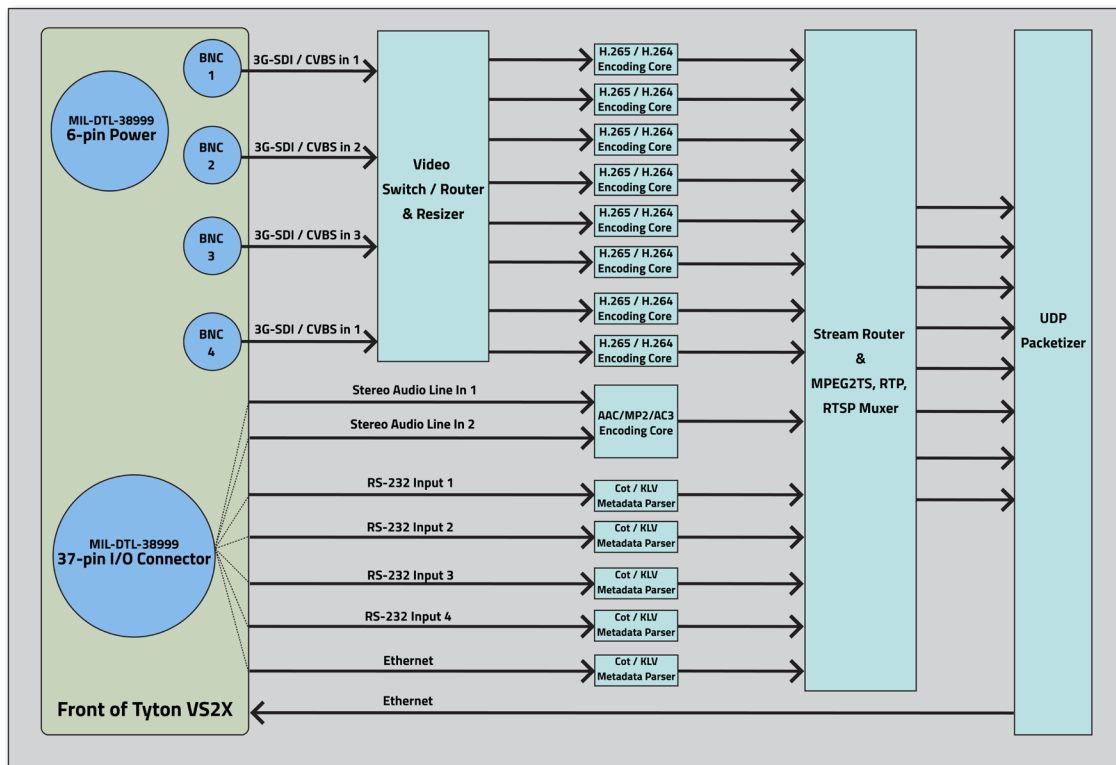 BNC
1
3G-SDI / CVBS in 1
MIL-DTL-38999
6-pin Power
BNC
2
3G-SDI / CVBS in 2
BNC
3
3G-SDI / CVBS in 3
BNC
4
3G-SDI / CVBS in 1
Video
Switch / Router
& Resizer
H.265 / H.264
Encoding Core
H.265 / H.264
Encoding Core
H.265 / H.264
Encoding Core
H.265 / H.264
Encoding Core
H.265 / H.264
Encoding Core
H.265 / H.264
Encoding Core
H.265 / H.264
Encoding Core
H.265 / H.264
Encoding Core
Stereo Audio Line In 1
Stereo Audio Line In 2
AAC/MP2/AC3
Encoding Core
MIL-DTL-38999
37-pin I/O Connector
RS-232 Input 1
Cot / KLV
Metadata Parser
RS-232 Input 2
Cot / KLV
Metadata Parser
RS-232 Input 3
Cot / KLV
Metadata Parser
RS-232 Input 4
Cot / KLV
Metadata Parser
Ethernet
Cot / KLV
Metadata Parser
Ethernet
Stream Router
&
MPEG2TS, RTP,
RTSP Muxer
UDP
Packetizer
Front of Tyton VS2X